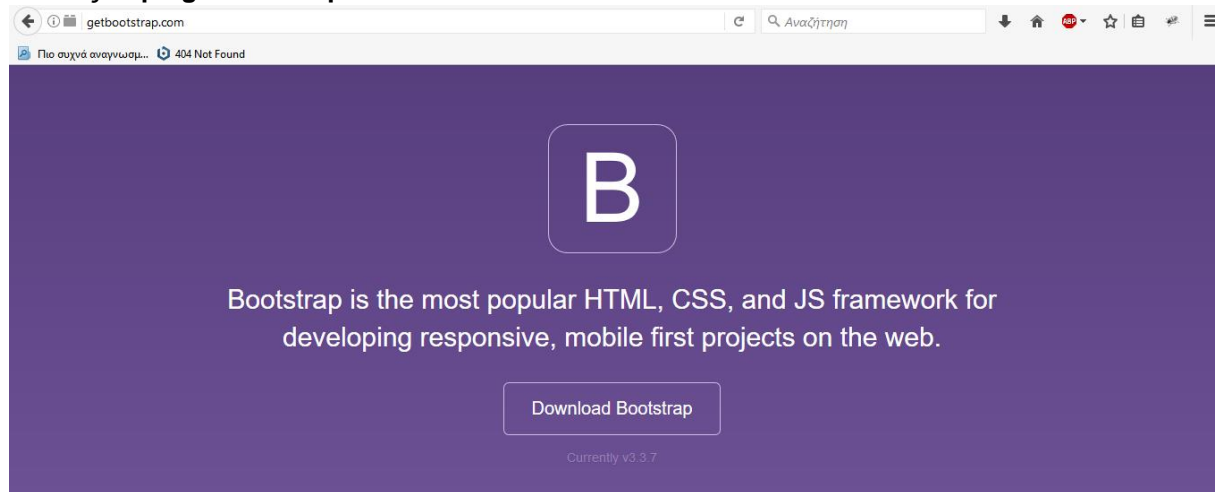 getbootstrap.com
Αναζήτηση
ABP
Πιο συχνά αναγνωσμ... 404 Not Found
B
Bootstrap is the most popular HTML, CSS, and JS framework for
developing responsive, mobile first projects on the web.
Download Bootstrap
Currently v3.3.7